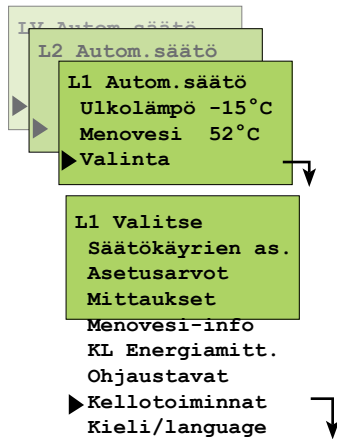 LV Autom.säätö
L2 Autom.säätö
L1 Autom.säätö
Ulkolämpö -15°C
Menovesi 52°C
Valinta
L1 Valitse
Säätökäyrien as.
Asetusarvot
Mittaukset
Menovesi-info
KL Energiamitt.
Ohjaustavat
Kellotoiminnat
Kieli/language